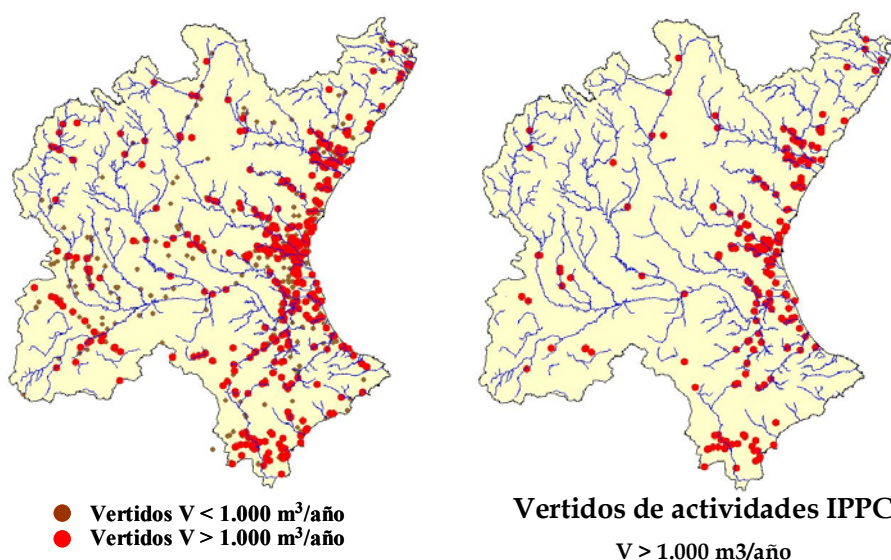 Vertidos V < 1.000 m³/año
Vertidos V > 1.000 m³/año
Vertidos de actividades IPPC
V > 1.000 m3/año